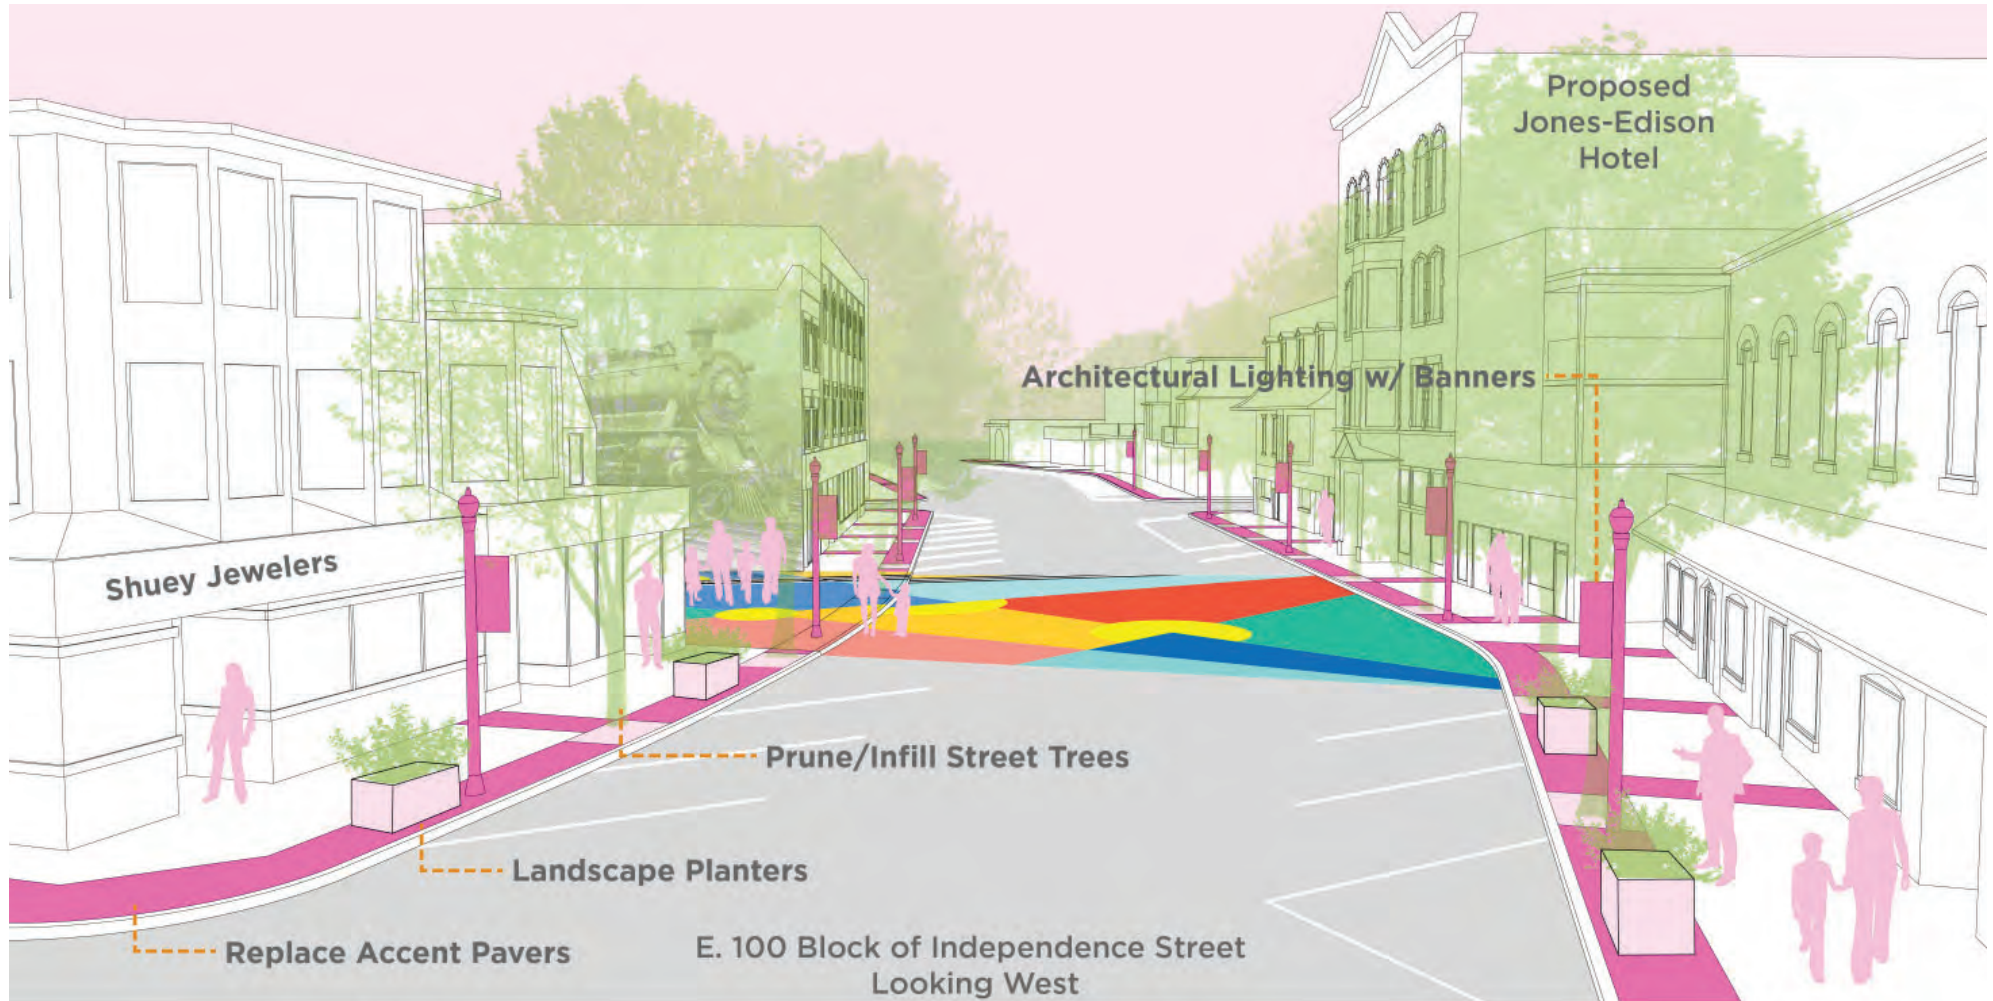 Proposed
Jones-Edison
Hotel
Architectural Lighting w/ Banners
Shuey Jewelers
Prune/Infill Street Trees
Landscape Planters
Replace Accent Pavers
E. 100 Block of Independence Street
Looking West